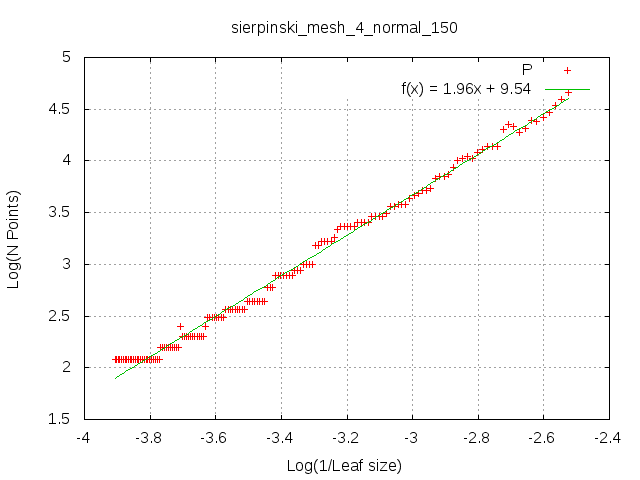 sierpinski_mesh_4_normal_150
P
f(x) = 1.96x + 9.54
5
4.5
4
3.5
3
2.5
2
1.5
Log(N Points)
-4 -3.8 -3.6 -3.4 -3.2 -3 -2.8 -2.6 -2.4
Log(1/Leaf size)